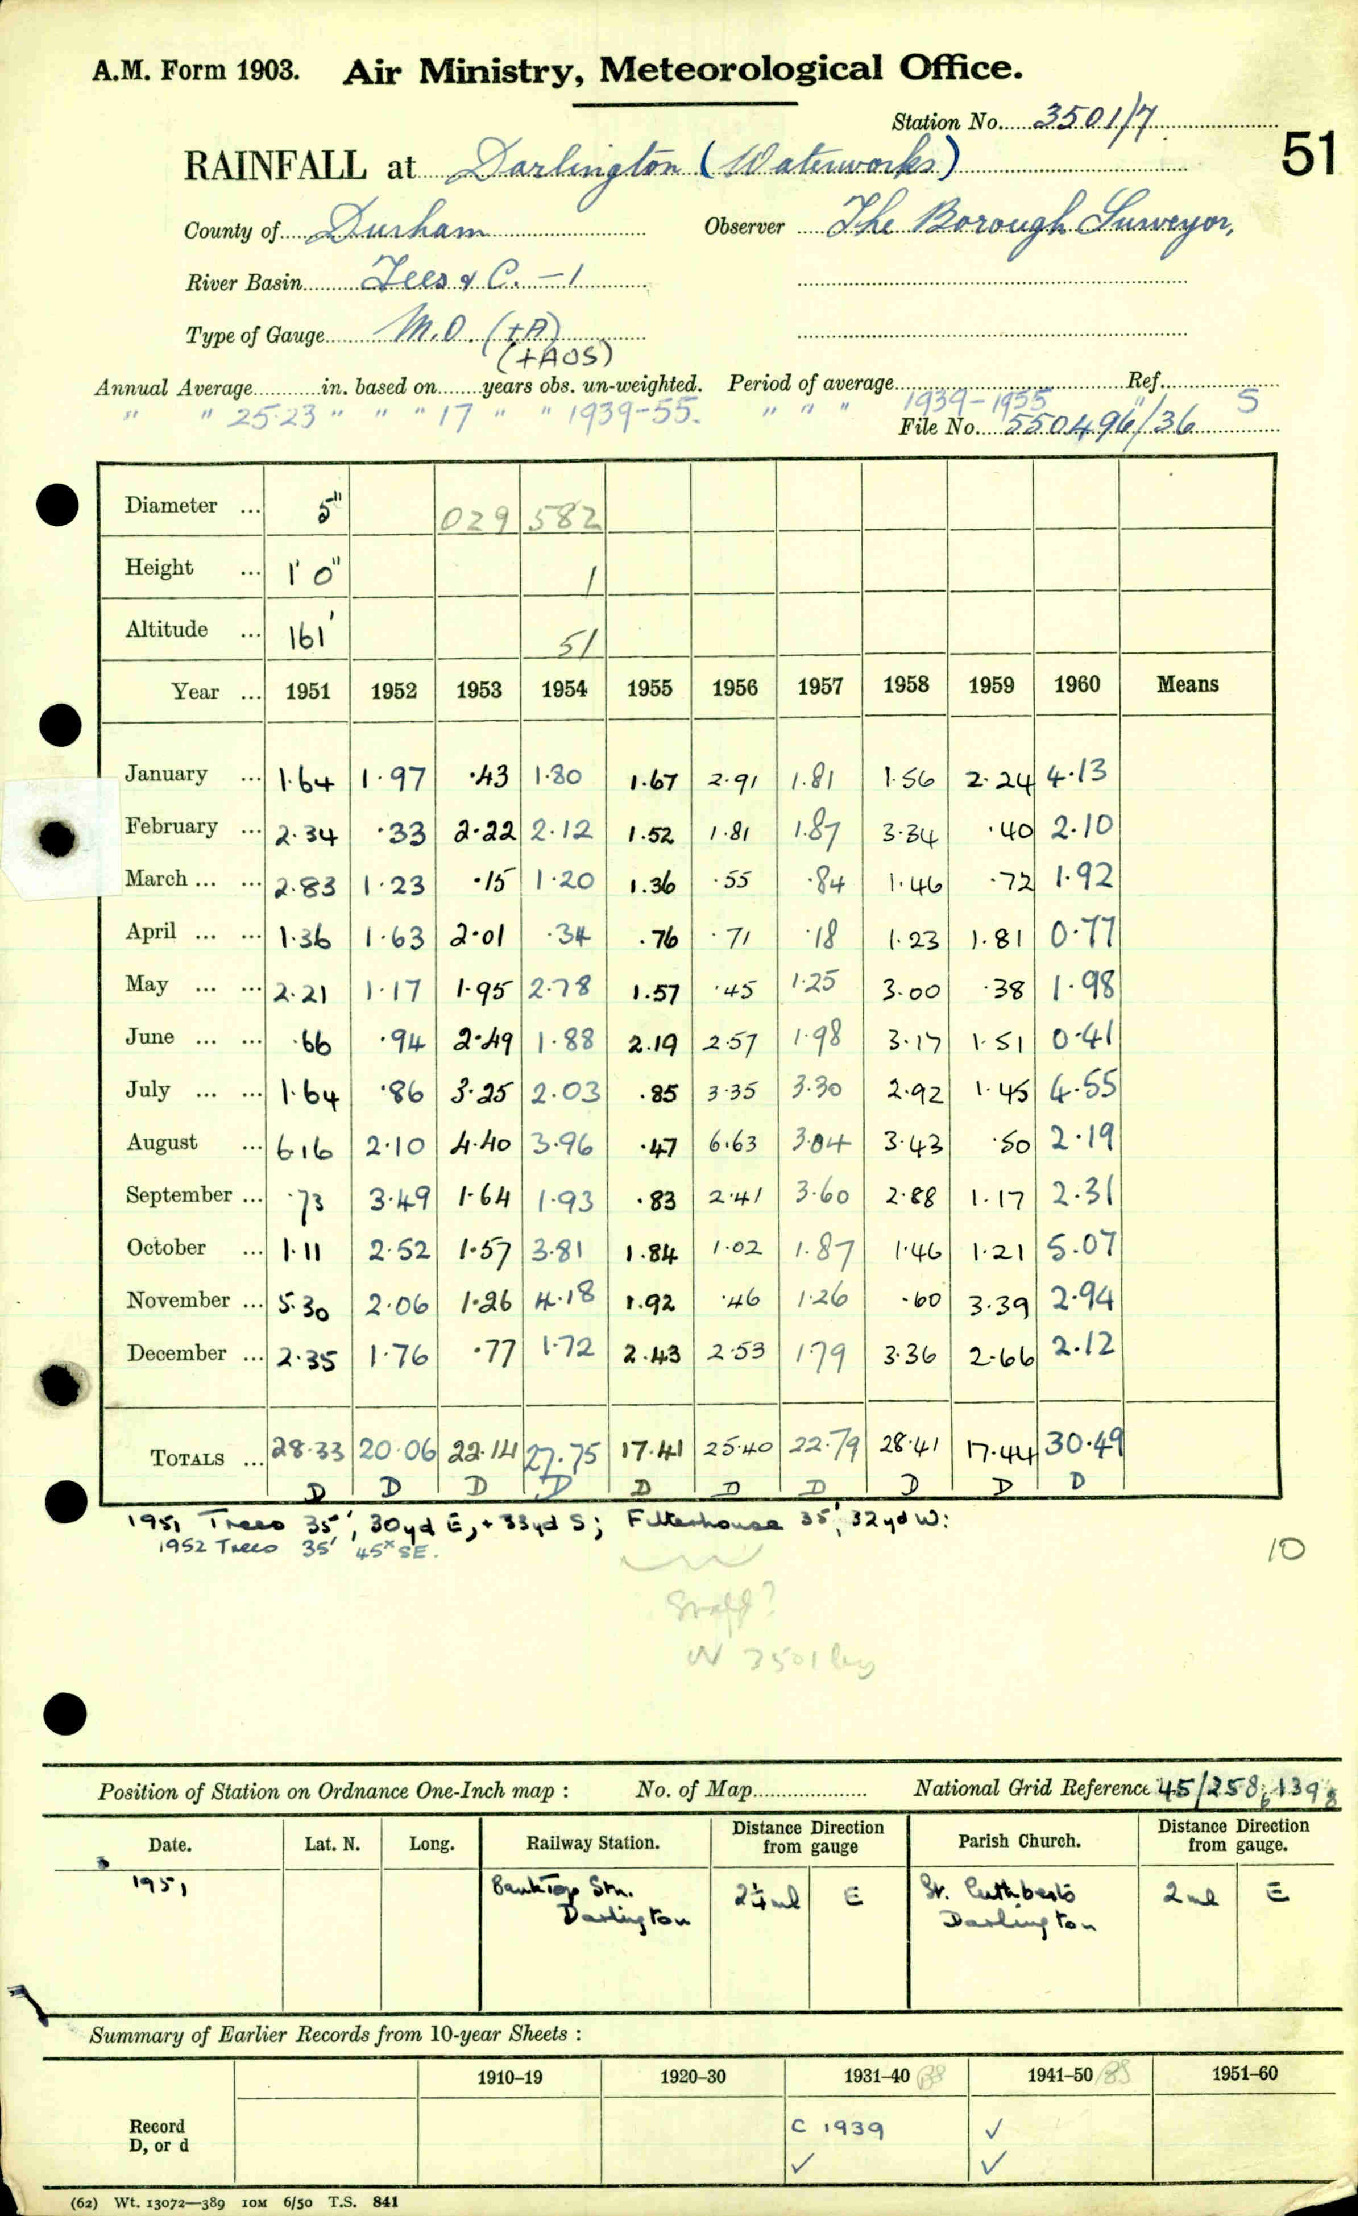 A.M. Form 1903. Air Ministry, Meteorological Office.
Station No. 3501/7
51
RAINFALL at Darlington (Waterworks)
County of Durham Observer The Borough Surveyor,
River Basin Tees & C. – 1
Type of Gauge M.O. (+A)
(+AOS)
Annual Average in. based on years obs. un-weighted. Period of average Ref.
" " 25·23 " " " 17 " " 1939-55. " " " 1939-1955 " S
File No. 550496/36
Diameter ... 5" 029 582
Height ... 1' 0" 1
Altitude ... 161' 51
Year ... 1951 1952 1953 1954 1955 1956 1957 1958 1959 1960 Means
January ... 1·64 1·97 ·43 1·80 1.67 2·91 1·81 1·56 2·24 4·13
February ... 2·34 ·33 2·22 2·12 1.52 1·81 1·87 3·34 ·40 2·10
March ... ... 2·83 1·23 ·15 1·20 1.36 ·55 ·84 1·46 ·72 1·92
April ... ... 1·36 1·63 2·01 ·34 ·76 ·71 ·18 1·23 1·81 0·77
May ... ... 2·21 1·17 1·95 2·78 1.57 ·45 1·25 3·00 ·38 1·98
June ... ... ·66 ·94 2·49 1·88 2.19 2·57 1·98 3·17 1·51 0·41
July ... ... 1·64 ·86 3·25 2·03 ·85 3·35 3·30 2·92 1·45 4·55
August ... 6·16 2·10 4·40 3·96 ·47 6·63 3·04 3·43 ·50 2·19
September ... ·73 3·49 1·64 1·93 ·83 2·41 3·60 2·88 1·17 2·31
October ... 1·11 2·52 1·57 3·81 1.84 1·02 1·87 1·46 1·21 5·07
November ... 5·30 2·06 1·26 4·18 1.92 ·46 1·26 ·60 3·39 2·94
December ... 2·35 1·76 ·77 1·72 2.43 2·53 1 79 3·36 2·66 2·12
TOTALS ... 28·33 20·06 22·14 27·75 17·41 25·40 22·79 28·41 17·44 30·49
D D D D D D D D D D
1951 Trees 35', 30yd E, + 33yd S; Filterhouse 35', 32yd W:
1952 Trees 35' 45x SE.
10
W 3501
Position of Station on Ordnance One-Inch map : No. of Map National Grid Reference 45/258 6 139 8
Date. Lat. N. Long. Railway Station. Distance Direction from gauge Parish Church. Distance Direction from gauge.
1951 BankTop Stn. 2¼ml E St. Cuthberts 2ml E
Darlington Darlington
Summary of Earlier Records from 10-year Sheets :
1910–19 1920–30 1931–40 1941–50 1951–60
Record C 1939 ✓
D, or d ✓ ✓
(62) Wt. 13072—389 10M 6/50 T.S. 841